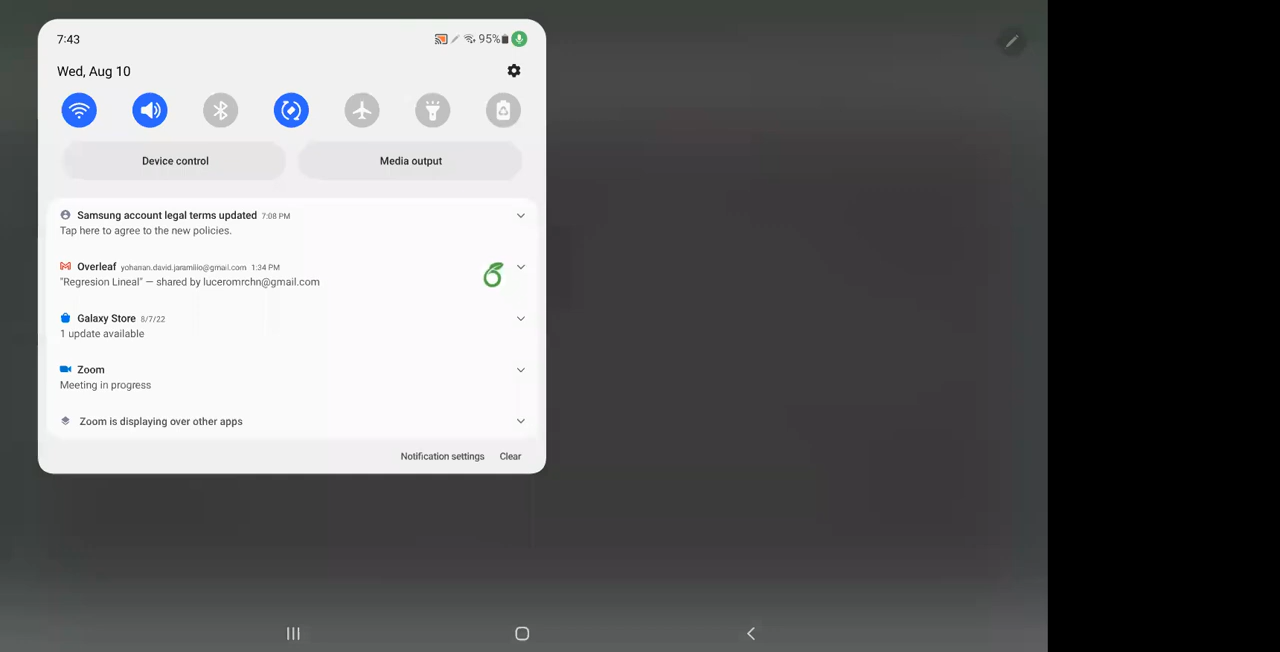 7:43
95%
Wed, Aug 10
Device control
Media output
Samsung account legal terms updated 7:08 PM
Tap here to agree to the new policies.
Overleaf yohanan.david.jaramilio@gmail.com 1:34 PM
"Regresion Lineal" — shared by luceromrchn@gmail.com
Galaxy Store 8/7/22
1 update available
Zoom
Meeting in progress
Zoom is displaying over other apps
Notification settings
Clear